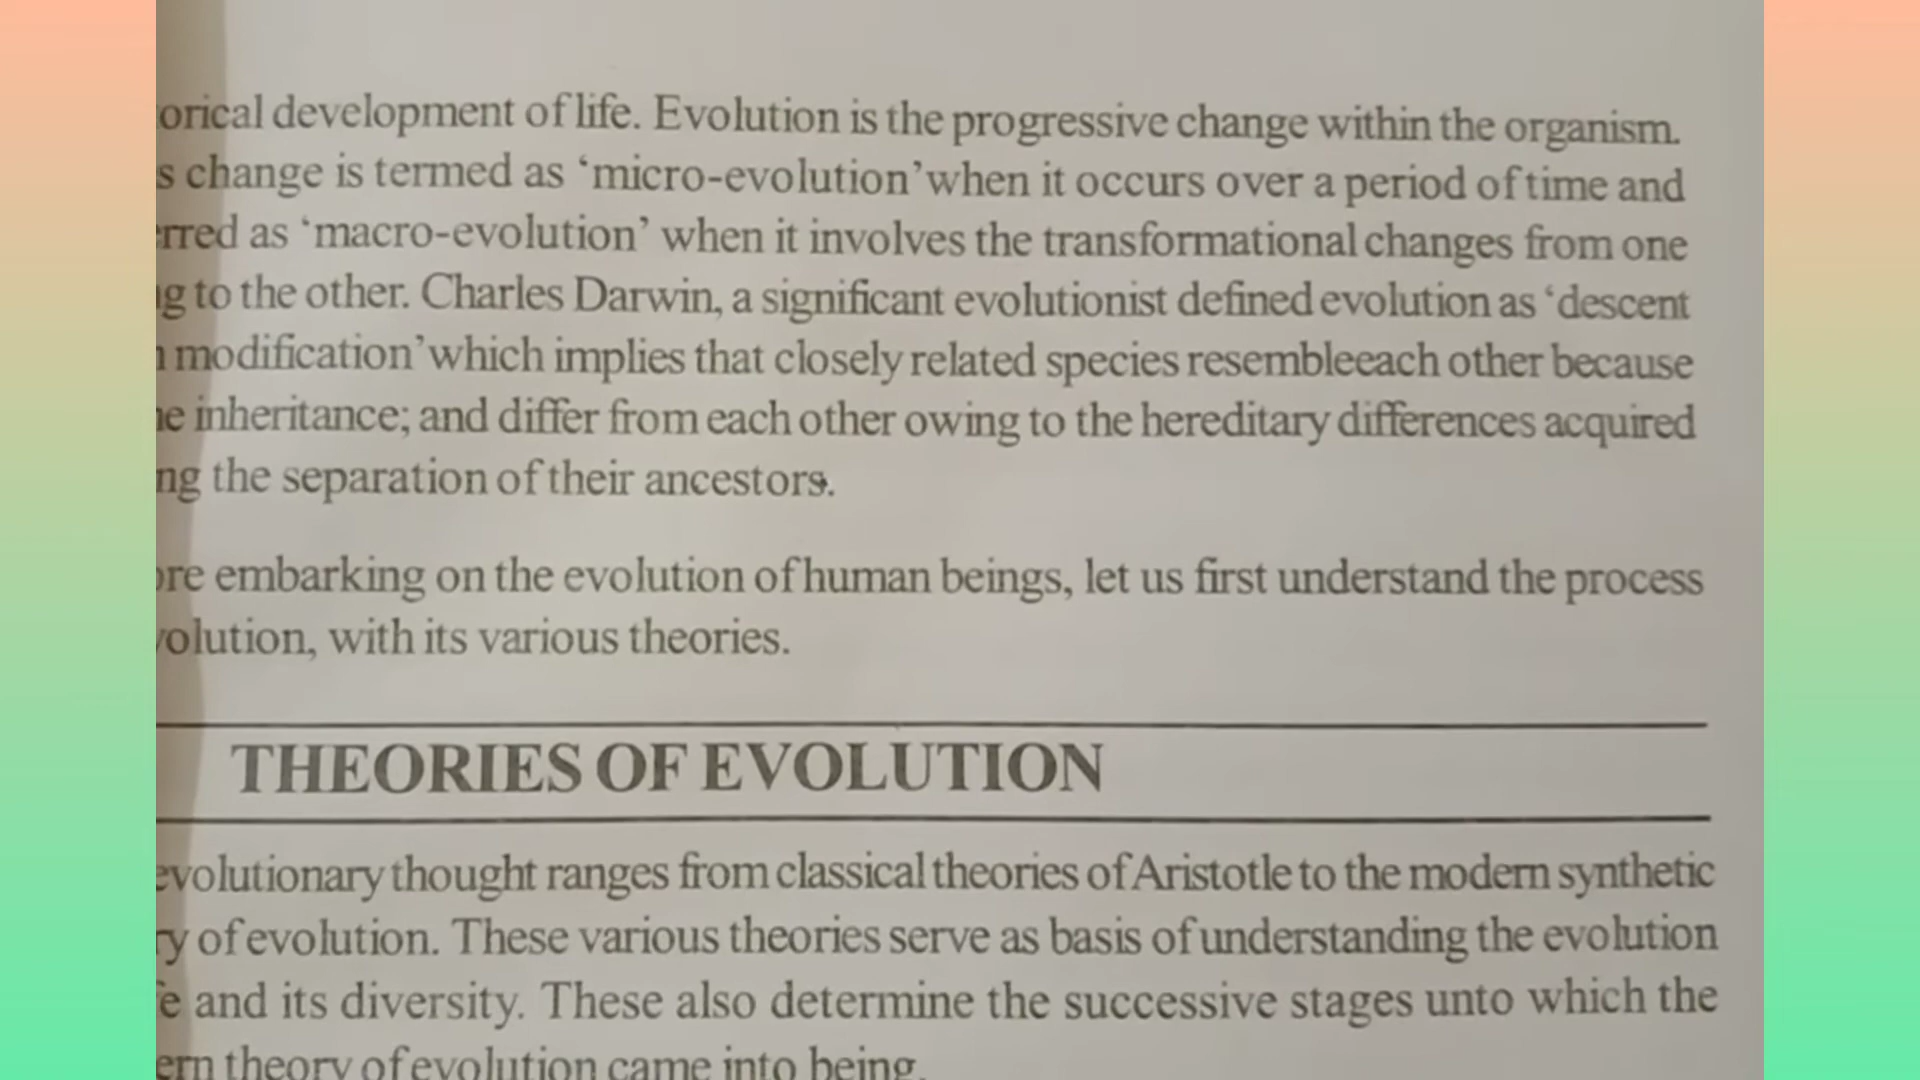 orical development of life. Evolution is the progressive change within the organism.
s change is termed as ‘micro-evolution’when it occurs over a period of time and
rred as ‘macro-evolution’ when it involves the transformational changes from one
g to the other. Charles Darwin, a significant evolutionist defined evolution as ‘descent
modification’which implies that closely related species resembleeach other because
e inheritance; and differ from each other owing to the hereditary differences acquired
ng the separation of their ancestors.
re embarking on the evolution of human beings, let us first understand the process
volution, with its various theories.
THEORIES OF EVOLUTION
evolutionary thought ranges from classical theories of Aristotle to the modern synthetic
y of evolution. These various theories serve as basis of understanding the evolution
e and its diversity. These also determine the successive stages unto which the
ern theory of evolution came into being.